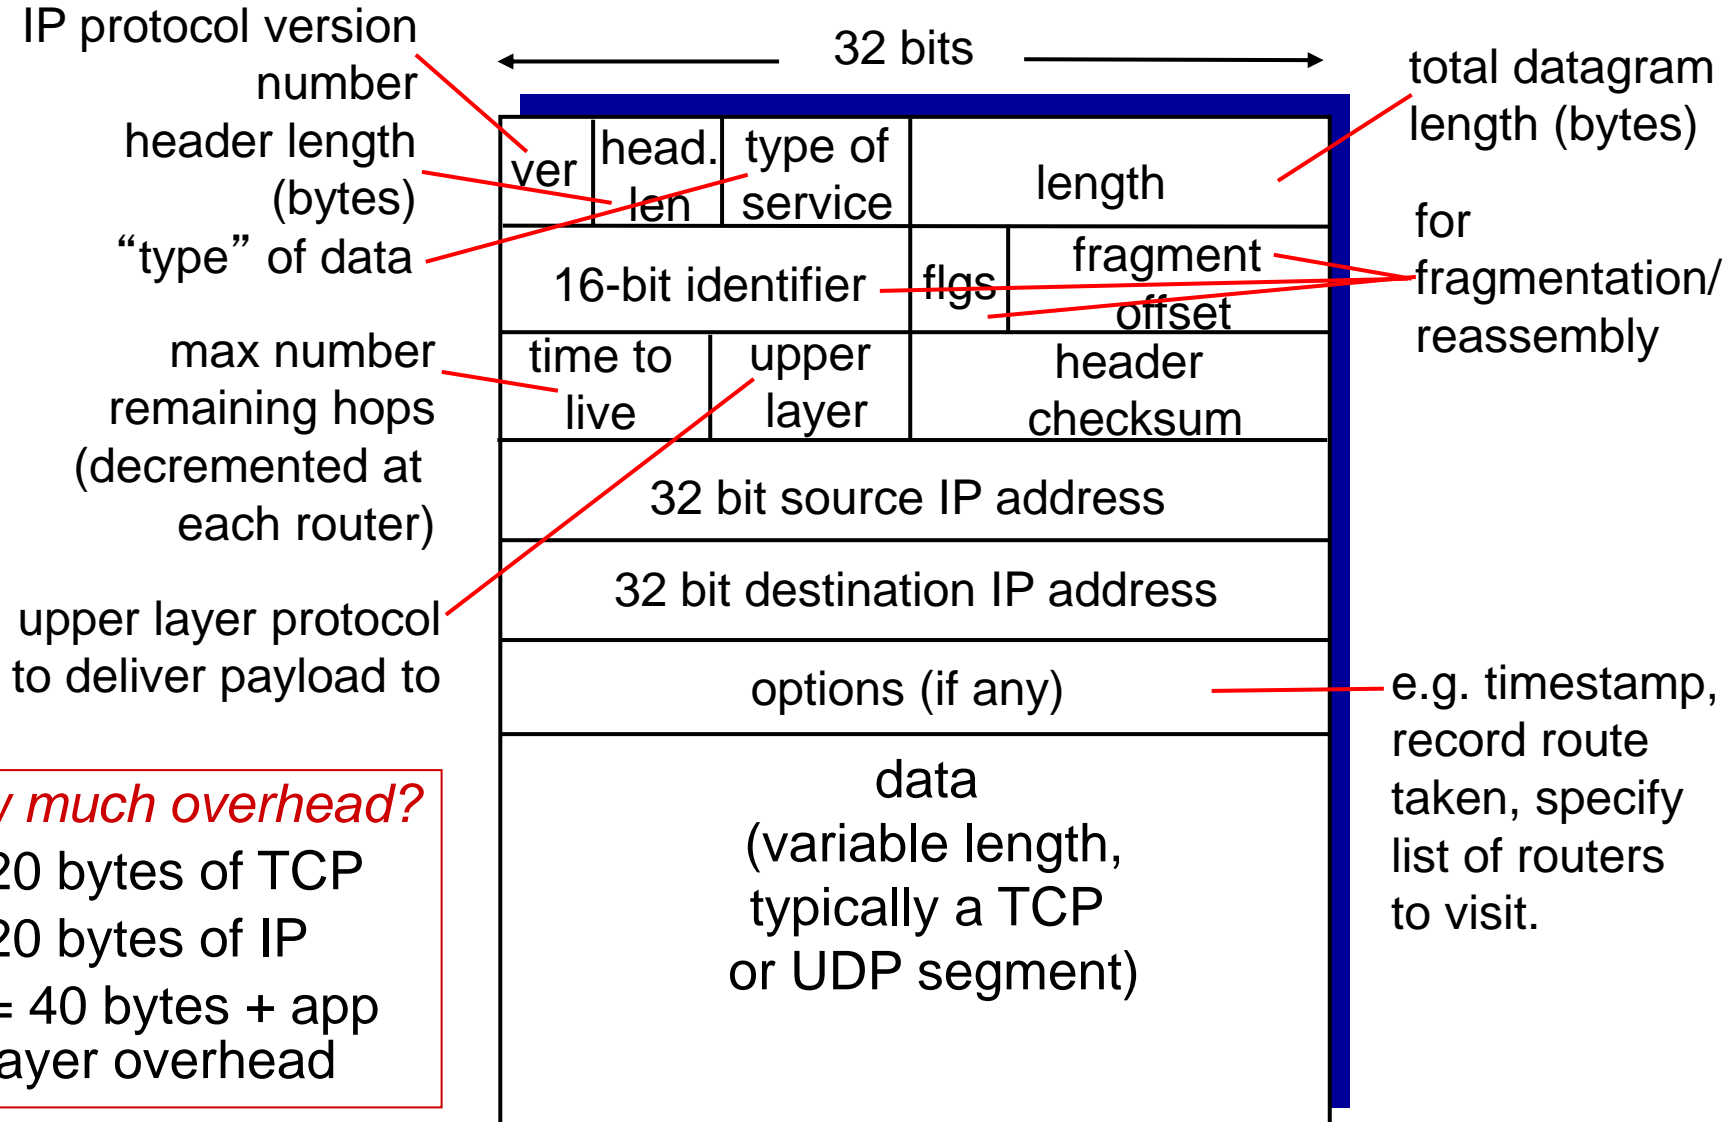 IP protocol version
number
header length
(bytes)
“type” of data
max number
remaining hops
(decremented at
each router)
upper layer protocol
to deliver payload to
32 bits
ver
head.
len
type of
service
length
16-bit identifier
flgs
fragment
offset
time to
live
upper
layer
header
checksum
32 bit source IP address
32 bit destination IP address
options (if any)
data
(variable length,
typically a TCP
or UDP segment)
total datagram
length (bytes)
for
fragmentation/
reassembly
e.g. timestamp,
record route
taken, specify
list of routers
to visit.
much overhead?
20 bytes of TCP
20 bytes of IP
= 40 bytes + app
ayer overhead